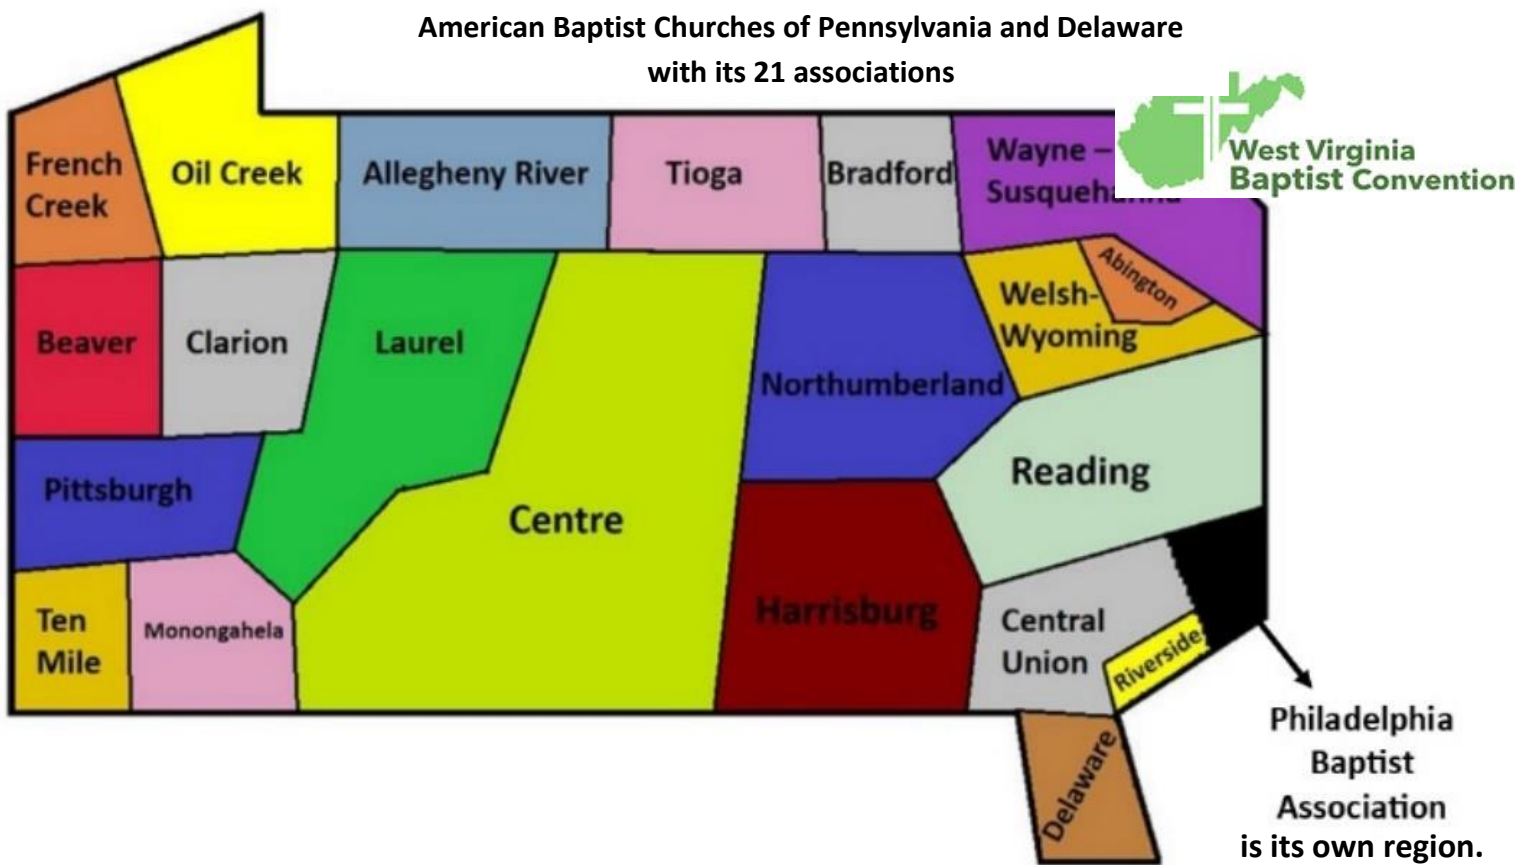 American Baptist Churches of Pennsylvania and Delaware
with its 21 associations
West Virginia
Baptist Convention
French
Creek
Oil Creek
Allegheny River
Tioga
Bradford
Wayne –
Susquehanna
Abington
Welsh-
Wyoming
Beaver
Clarion
Laurel
Northumberland
Reading
Pittsburgh
Centre
Harrisburg
Central
Union
Riverside
Ten
Mile
Monongahela
Delaware
Philadelphia
Baptist
Association
is its own region.